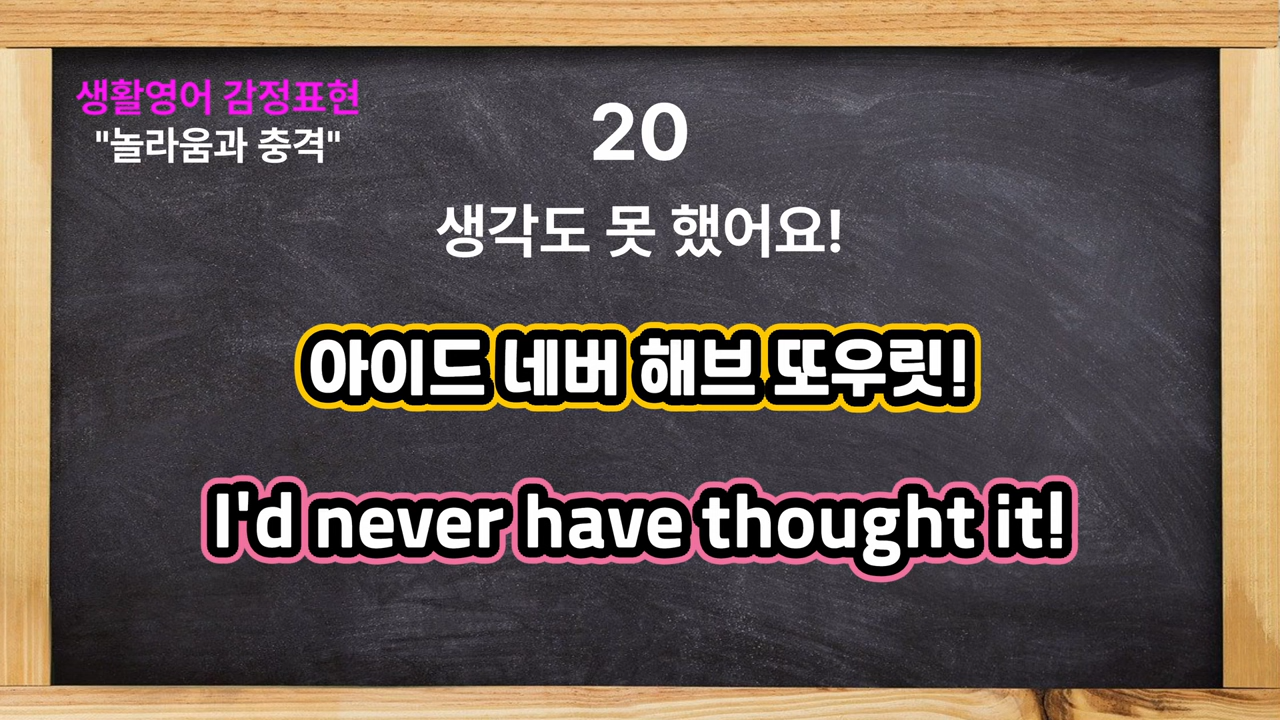 생활영어 감정표현
"놀라움과 충격"
20
생각도 못 했어요!
아이드 네버 해브 또우릿!
I'd never have thought it!